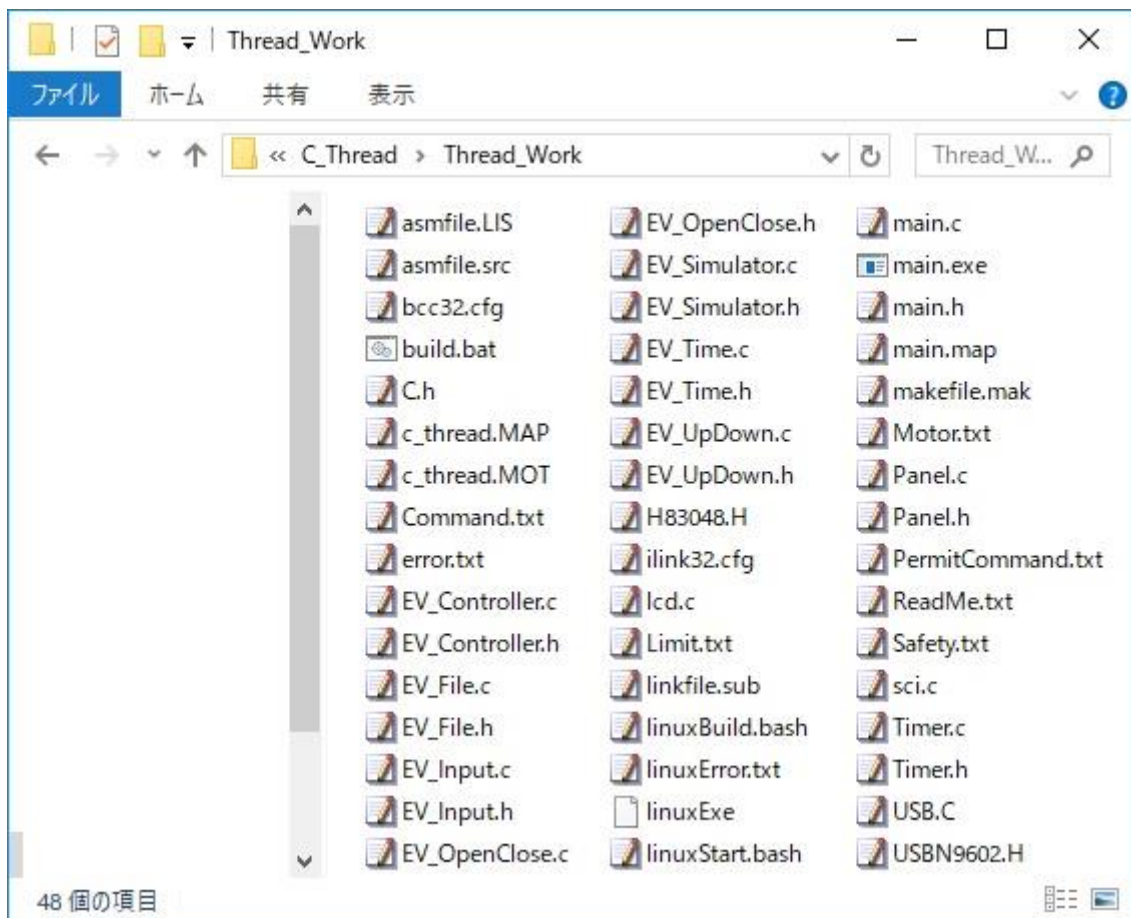 Thread_Work
ファイル ホーム 共有 表示
« C_Thread › Thread_Work Thread_W...
asmfile.LIS
asmfile.src
bcc32.cfg
build.bat
C.h
c_thread.MAP
c_thread.MOT
Command.txt
error.txt
EV_Controller.c
EV_Controller.h
EV_File.c
EV_File.h
EV_Input.c
EV_Input.h
EV_OpenClose.c
EV_OpenClose.h
EV_Simulator.c
EV_Simulator.h
EV_Time.c
EV_Time.h
EV_UpDown.c
EV_UpDown.h
H83048.H
ilink32.cfg
lcd.c
Limit.txt
linkfile.sub
linuxBuild.bash
linuxError.txt
linuxExe
linuxStart.bash
main.c
main.exe
main.h
main.map
makefile.mak
Motor.txt
Panel.c
Panel.h
PermitCommand.txt
ReadMe.txt
Safety.txt
sci.c
Timer.c
Timer.h
USB.C
USBN9602.H
48 個の項目